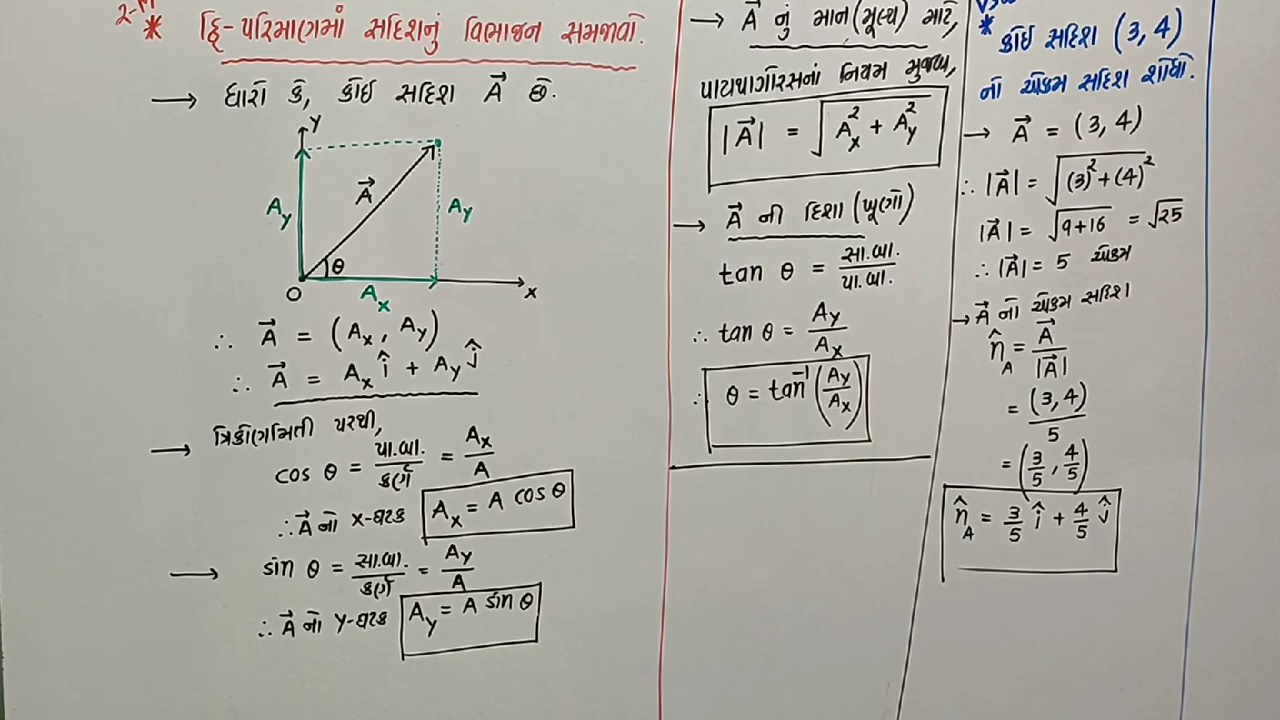 2-M
* દ્વિ-પરિમાણમાં સદિશનું વિભાજન સમજાવો.
→ ધારો કે, કોઈ સદિશ A⃗ છે.
Y
A⃗
Ay
Ay
θ
O
Ax
X
∴ A⃗ = (Ax, Ay)
∴ A⃗ = Ax î + Ay ĵ
→ ત્રિકોણમિતી પરથી,
cos θ = પા.બા./કર્ણ = Ax/A
∴ A⃗ નો X-ઘટક Ax = A cos θ
→ sin θ = સા.બા./કર્ણ = Ay/A
∴ A⃗ નો Y-ઘટક Ay = A sin θ
→ A⃗ નું માન (મૂલ્ય) માટે,
પાયથાગોરસનાં નિયમ મુજબ,
|A⃗| = √(Ax² + Ay²)
→ A⃗ ની દિશા (ખૂણો)
tan θ = સા.બા./પા.બા.
∴ tan θ = Ay/Ax
∴ θ = tan⁻¹ (Ay/Ax)
* કોઈ સદિશ (3, 4)
નો એકમ સદિશ શોધો.
→ A⃗ = (3, 4)
∴ |A⃗| = √((3)² + (4)²)
|A⃗| = √(9+16) = √25
∴ |A⃗| = 5 એકમ
→ A⃗ નો એકમ સદિશ
n̂A = A⃗/|A⃗|
= (3, 4)/5
= (3/5, 4/5)
n̂A = 3/5 î + 4/5 ĵ